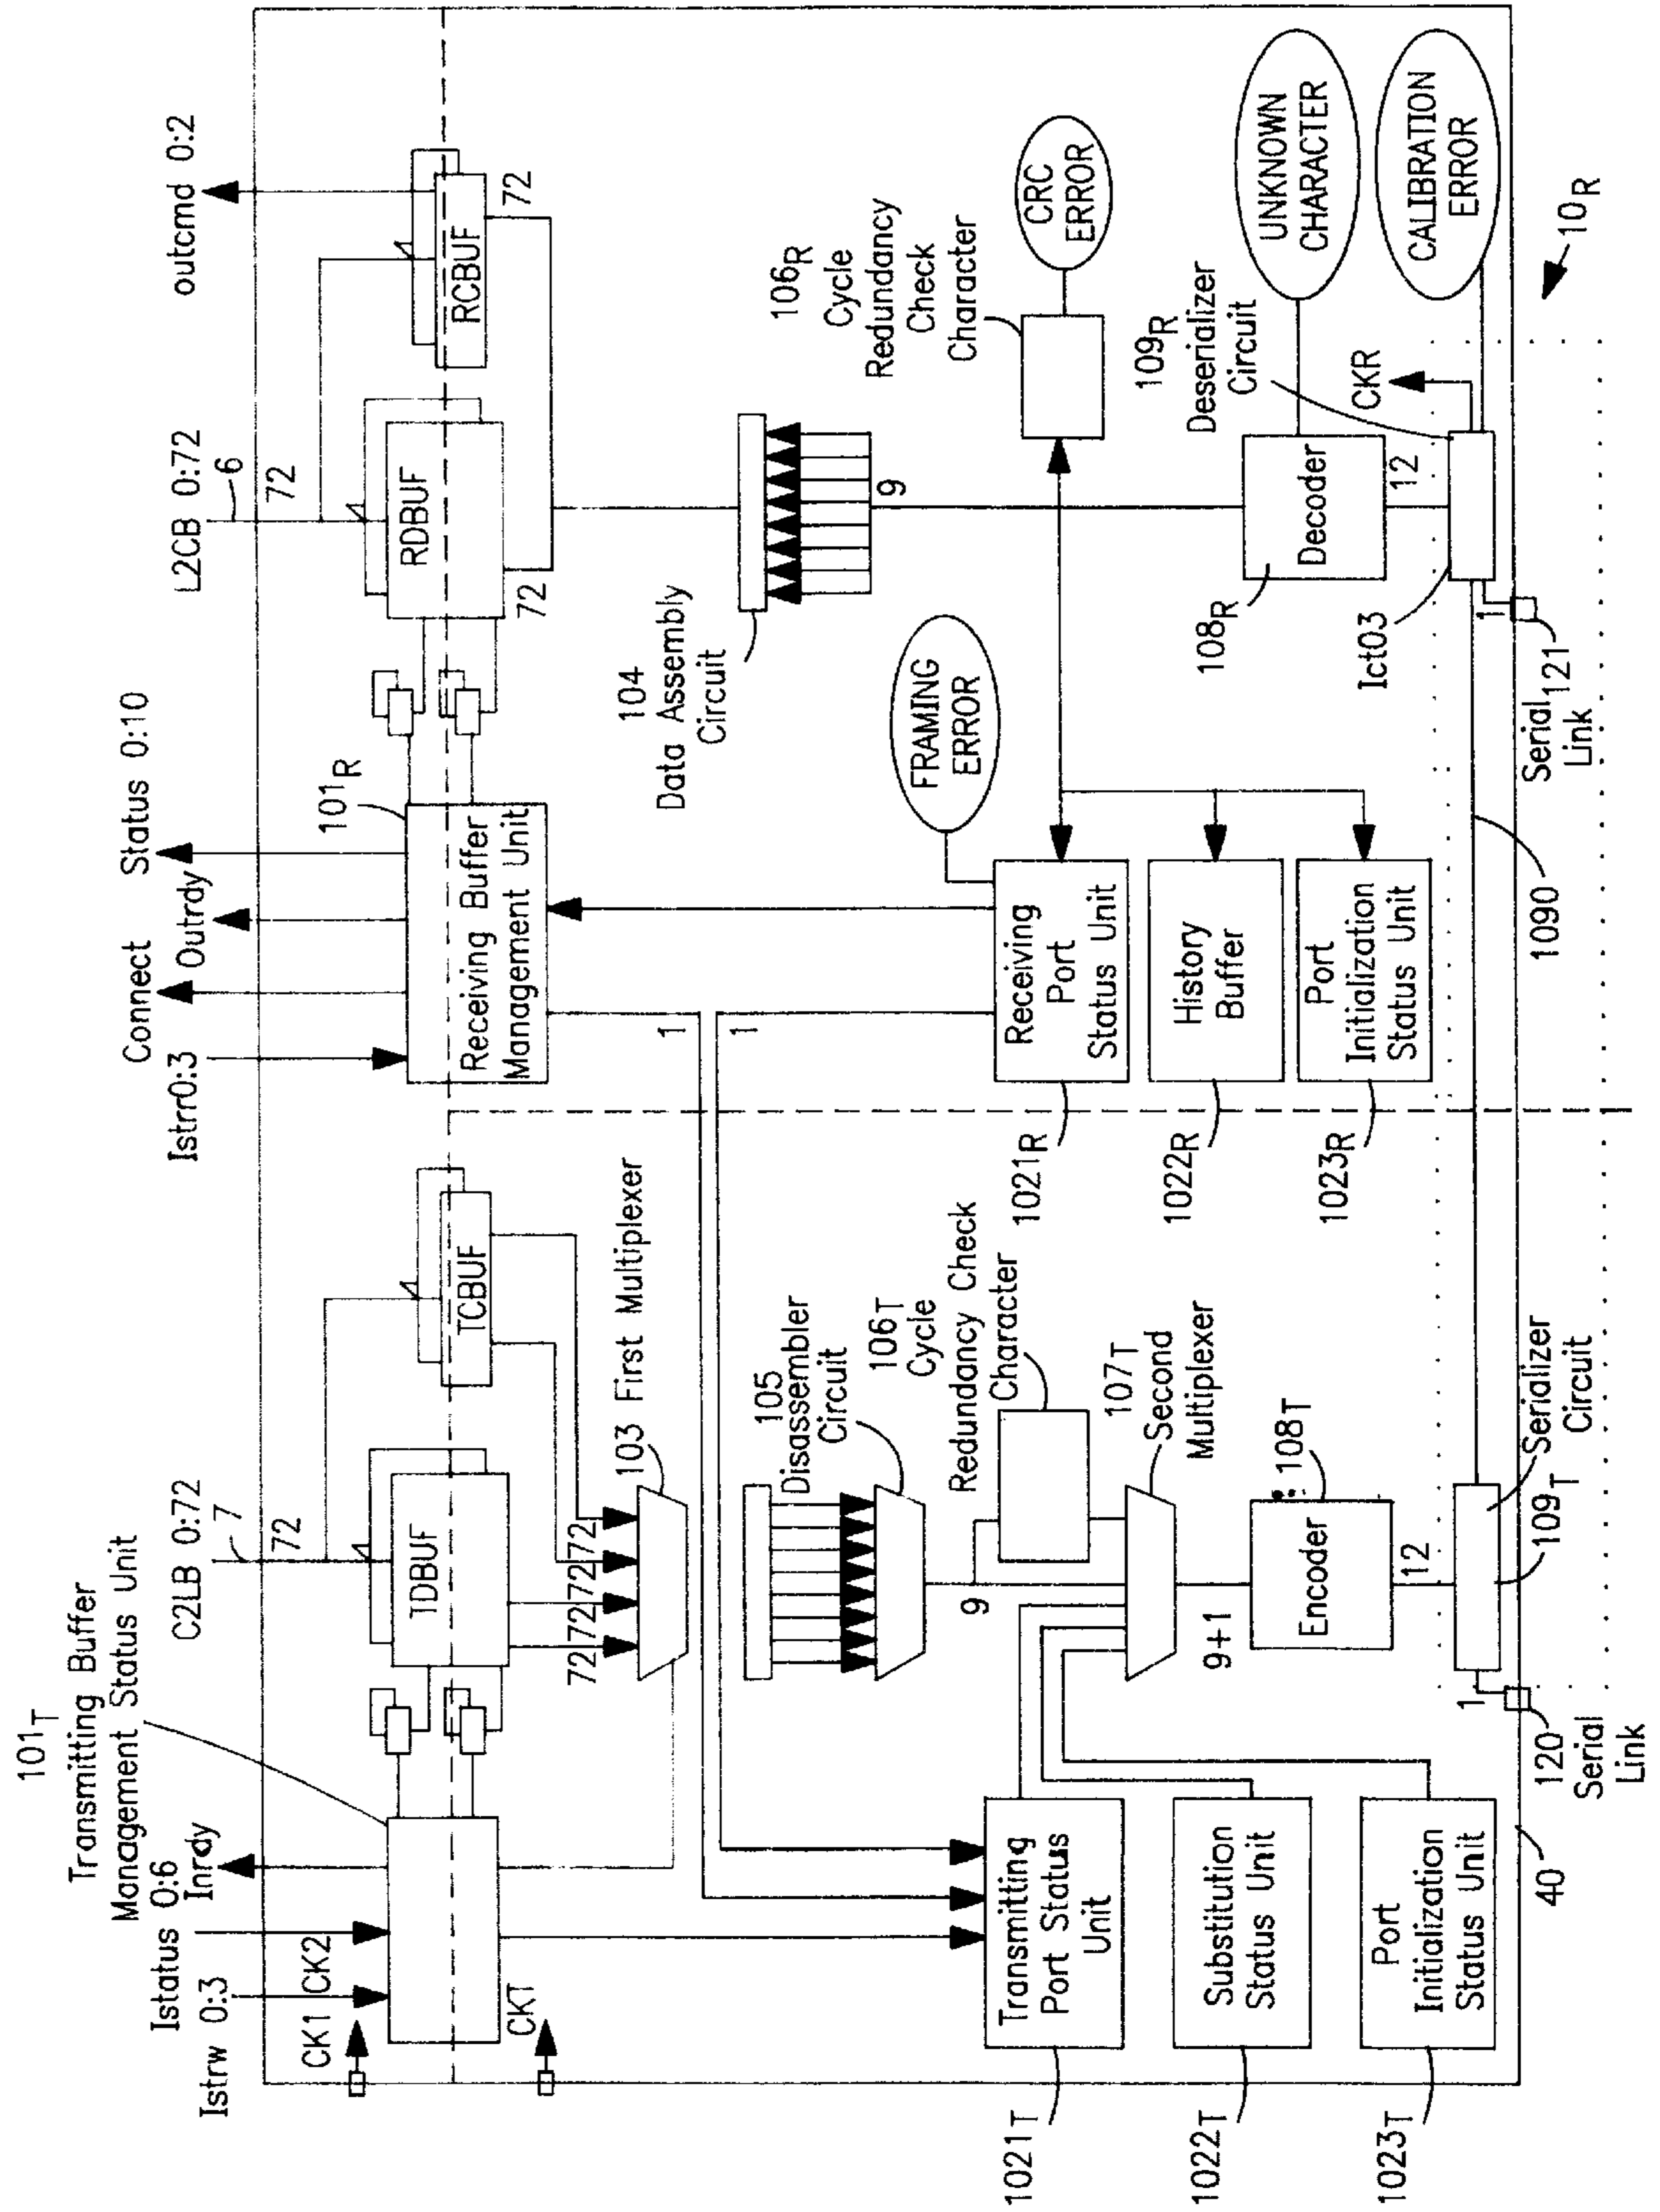 101T
Transmitting Buffer
Management Status Unit
Istatus 0:6
Inrdy
Istrw 0:3
CK1
CK2
CKT
C2LB 0:72
7
72
TDBUF
TCBUF
72
72
72
72
103 First Multiplexer
105
Disassembler
Circuit
106T
Cycle
Redundancy Check
Character
9
107T
Second
Multiplexer
9+1
Encoder
108T
12
Serializer
Circuit
109T
1
120
Serial
Link
40
Transmitting
Port Status
Unit
1021T
Substitution
Status Unit
1022T
Port
Initialization
Status Unit
1023T
Istrr0:3
Connect
Outrdy
Status 0:10
101R
Receiving Buffer
Management Unit
1
1
L2CB 0:72
6
72
RDBUF
72
outcmd 0:2
RCBUF
72
104
Data Assembly
Circuit
9
106R
Cycle
Redundancy
Check
Character
CRC
ERROR
FRAMING
ERROR
Receiving
Port
Status Unit
1021R
History
Buffer
1022R
Port
Initialization
Status Unit
1023R
Decoder
108R
12
UNKNOWN
CHARACTER
CALIBRATION
ERROR
109R
Deserializer
Circuit
CKR
Ict03
1
121
Serial
Link
1090
10R